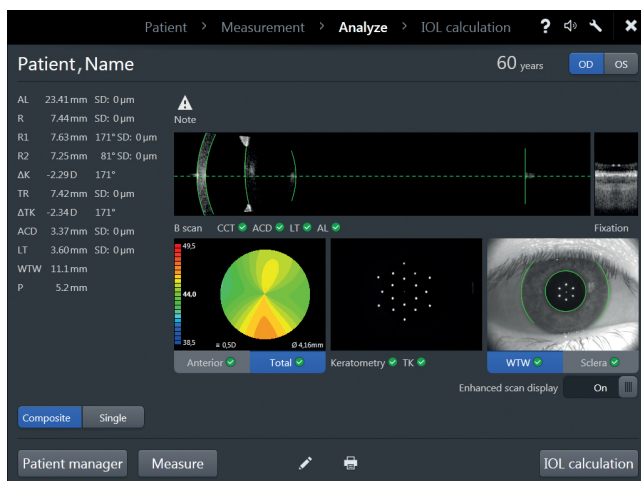 Patient > Measurement > Analyze > IOL calculation ?
Patient, Name 60 years OD OS
AL 23.41 mm SD: 0 µm
R 7.44 mm SD: 0 µm
R1 7.63 mm 171° SD: 0 µm
R2 7.25 mm 81° SD: 0 µm
ΔK -2.29 D 171°
TR 7.42 mm SD: 0 µm
ΔTK -2.34 D 171°
ACD 3.37 mm SD: 0 µm
LT 3.60 mm SD: 0 µm
WTW 11.1 mm
P 5.2 mm
Note
B scan CCT ACD LT AL Fixation
49,5
44.0
38,5 ≡ 0,5D Ø 4,16mm
Anterior Total Keratometry TK WTW Sclera
Enhanced scan display On
Composite Single
Patient manager Measure IOL calculation